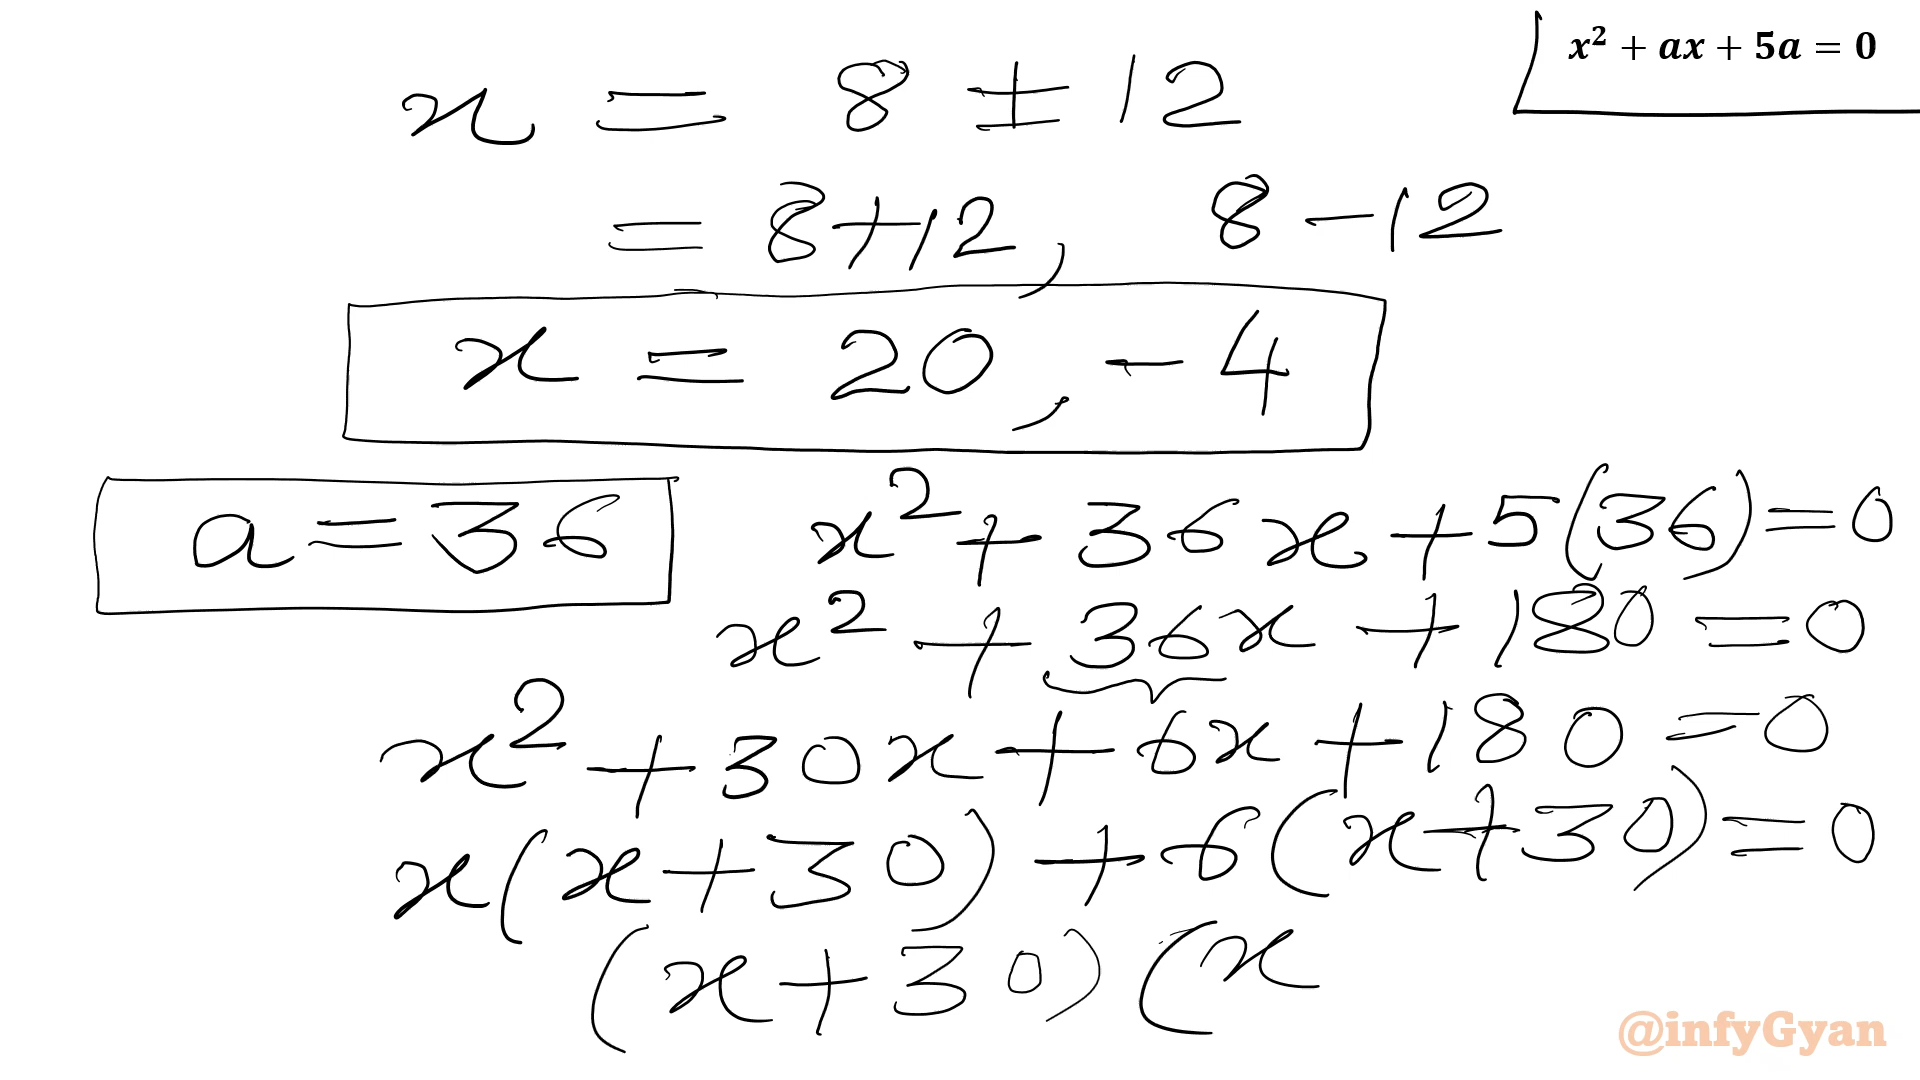 x² + ax + 5a = 0
x = 8 ± 12
= 8+12, 8-12
x = 20, -4
a = 36 x² + 36x + 5(36) = 0
x² + 36x + 180 = 0
x² + 30x + 6x + 180 = 0
x(x+30) + 6(x+30) = 0
(x+30)(x
@infyGyan